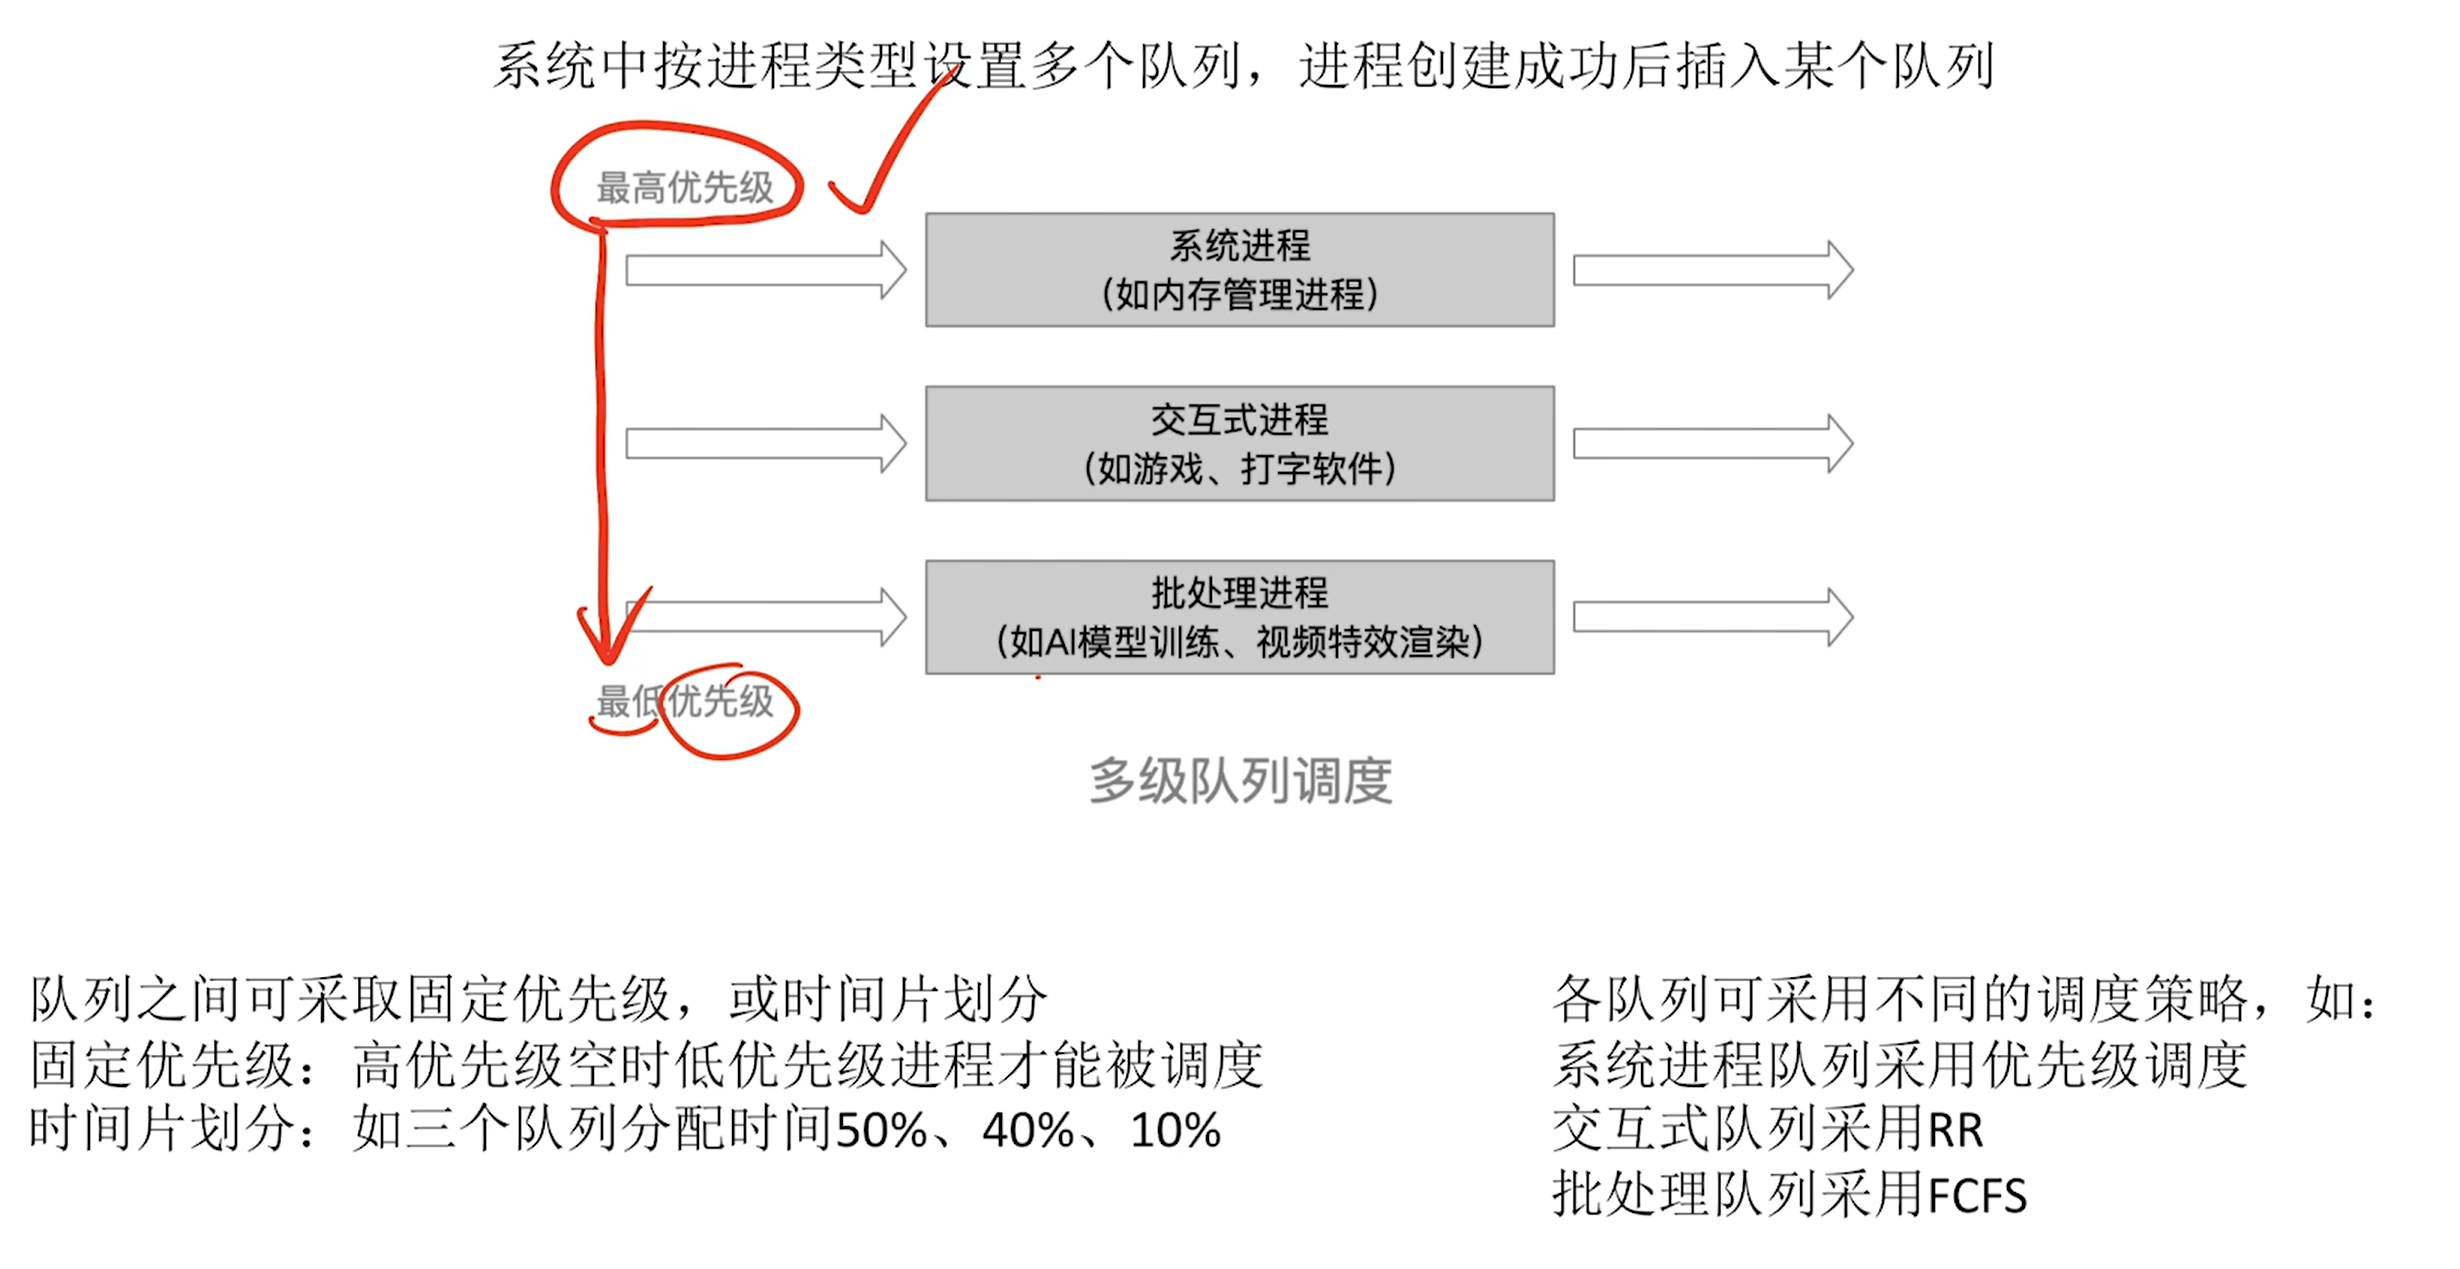 系统中按进程类型设置多个队列，进程创建成功后插入某个队列
最高优先级
系统进程
（如内存管理进程）
交互式进程
（如游戏、打字软件）
批处理进程
（如AI模型训练、视频特效渲染）
最低优先级
多级队列调度
队列之间可采取固定优先级，或时间片划分
固定优先级：高优先级空时低优先级进程才能被调度
时间片划分：如三个队列分配时间50%、40%、10%
各队列可采用不同的调度策略，如：
系统进程队列采用优先级调度
交互式队列采用RR
批处理队列采用FCFS